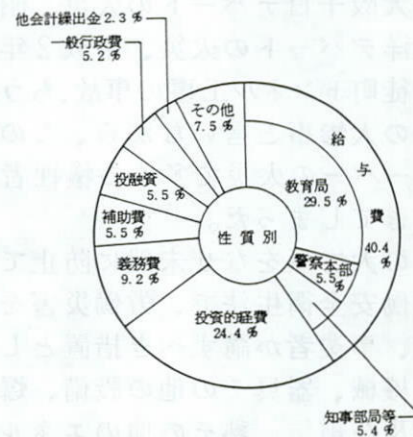 他会計繰出金 2.3 %
一般行政費
5.2 %
その他
7.5 %
投融資
5.5 %
補助費
5.5 %
義務費
9.2 %
投資的経費
24.4 %
性質別
給
与
費
40.4
%
教育局
29.5 %
警察本部
5.5 %
知事部局等
5.4 %